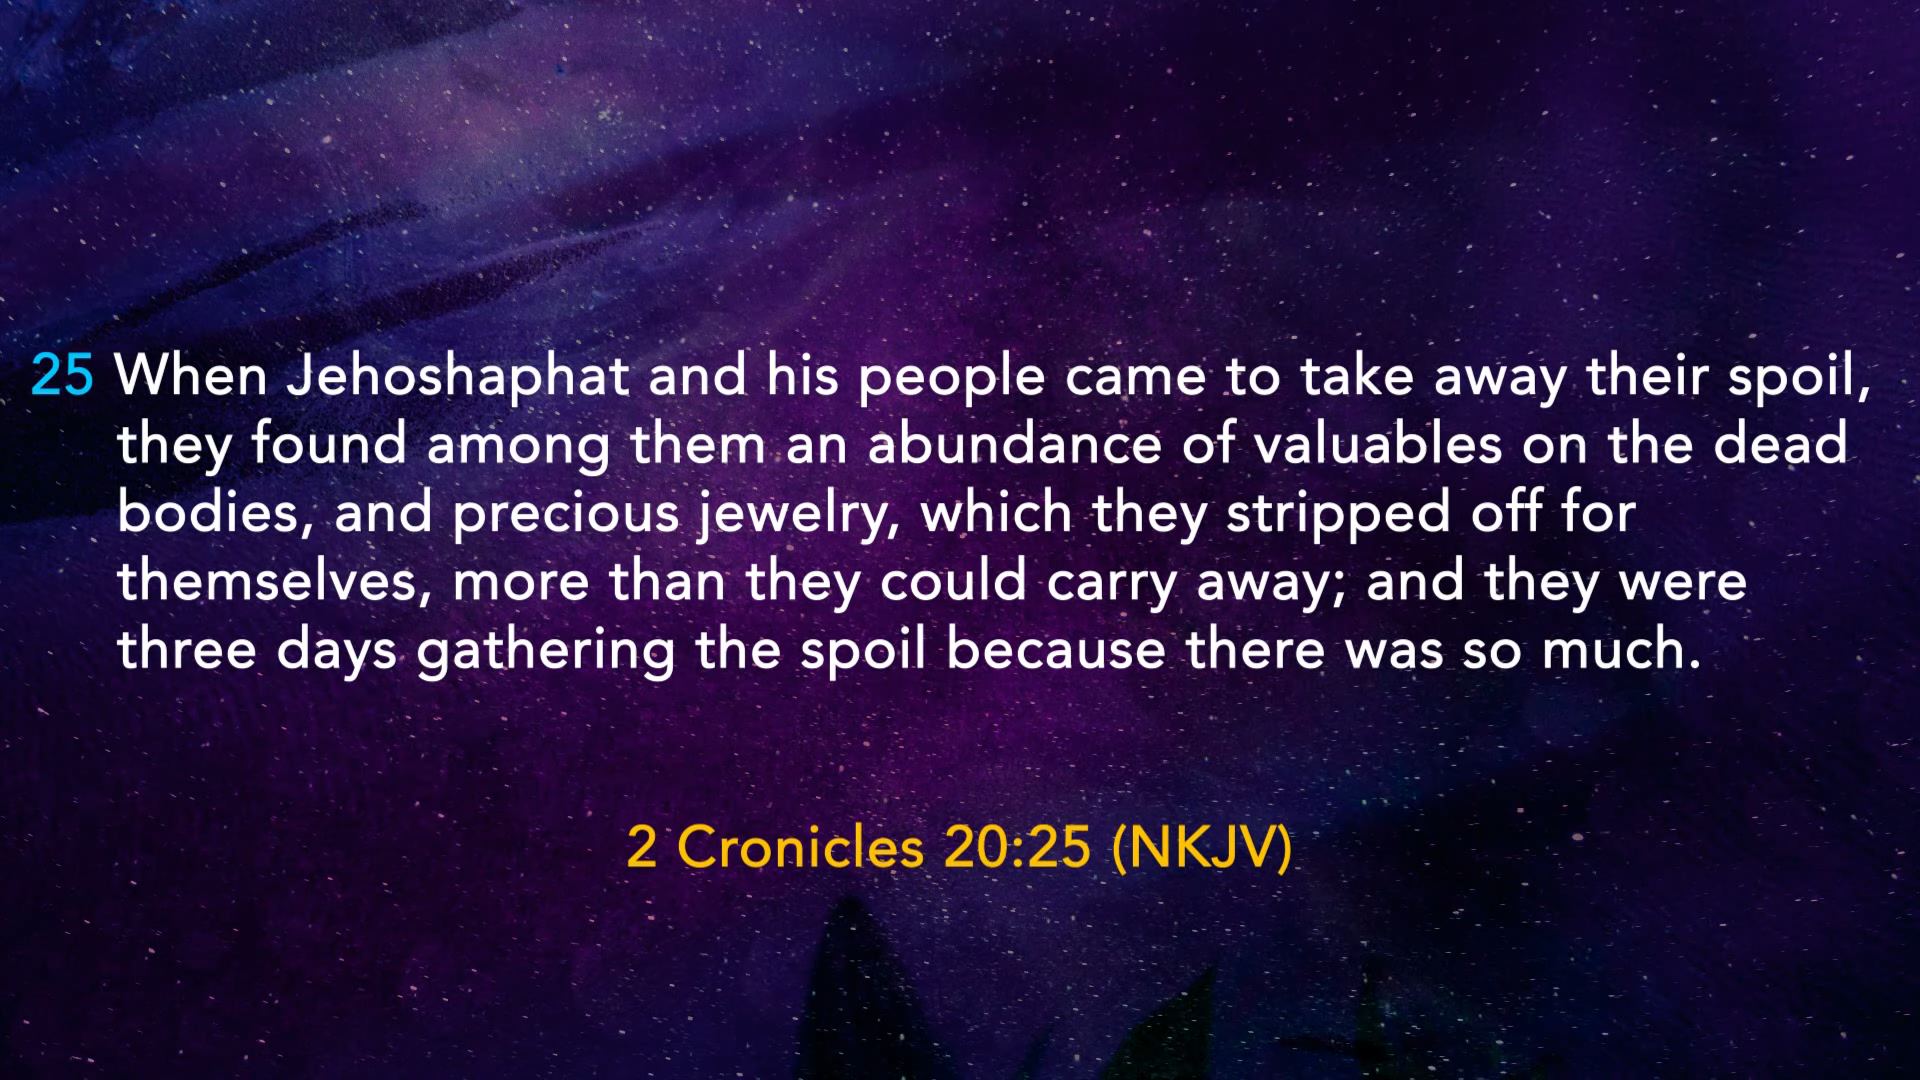 25 When Jehoshaphat and his people came to take away their spoil,
they found among them an abundance of valuables on the dead
bodies, and precious jewelry, which they stripped off for
themselves, more than they could carry away; and they were
three days gathering the spoil because there was so much.
2 Cronicles 20:25 (NKJV)